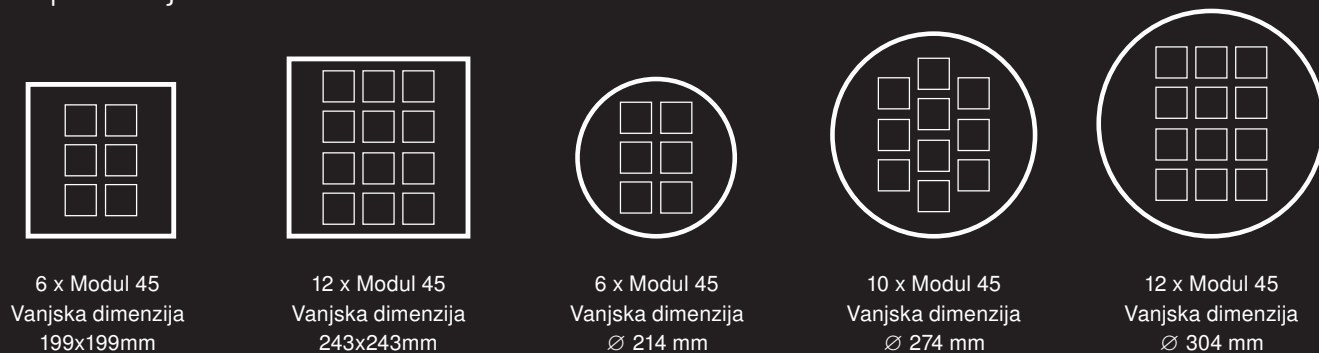 6 x Modul 45
Vanjska dimenzija
199x199mm
12 x Modul 45
Vanjska dimenzija
243x243mm
6 x Modul 45
Vanjska dimenzija
∅ 214 mm
10 x Modul 45
Vanjska dimenzija
∅ 274 mm
12 x Modul 45
Vanjska dimenzija
∅ 304 mm